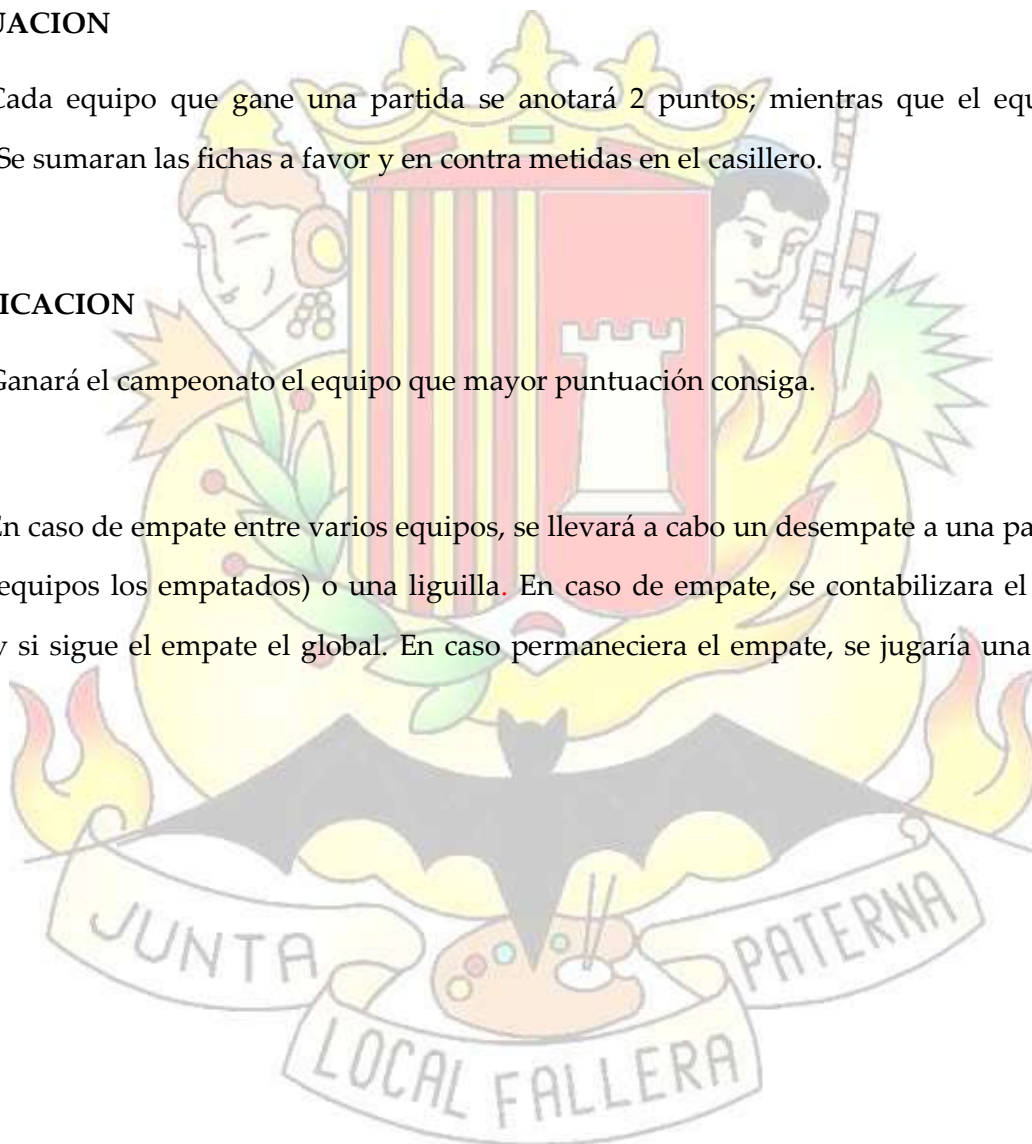 UACION
Cada equipo que gane una partida se anotará 2 puntos; mientras que el equ
Se sumaran las fichas a favor y en contra metidas en el casillero.
ICACION
Ganará el campeonato el equipo que mayor puntuación consiga.
En caso de empate entre varios equipos, se llevará a cabo un desempate a una pa
equipos los empatados) o una liguilla. En caso de empate, se contabilizara el
y si sigue el empate el global. En caso permaneciera el empate, se jugaría una
JUNTA
LOCAL FALLERA
PATERNA